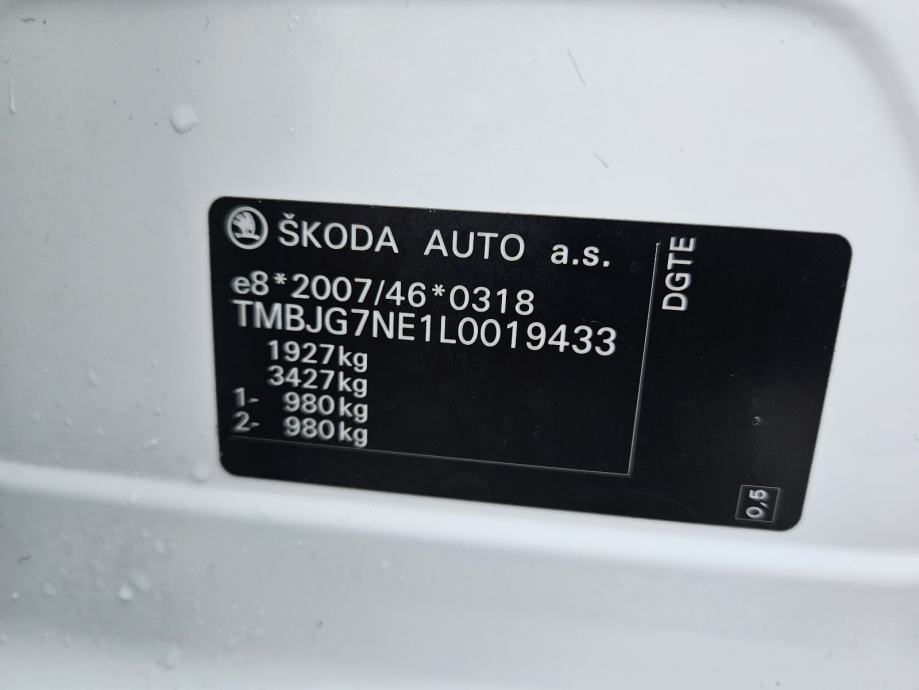 ŠKODA AUTO a.s.
e8*2007/46*0318
TMBJG7NE1L0019433
1927kg
3427kg
1- 980kg
2- 980kg
DGTE
0,5